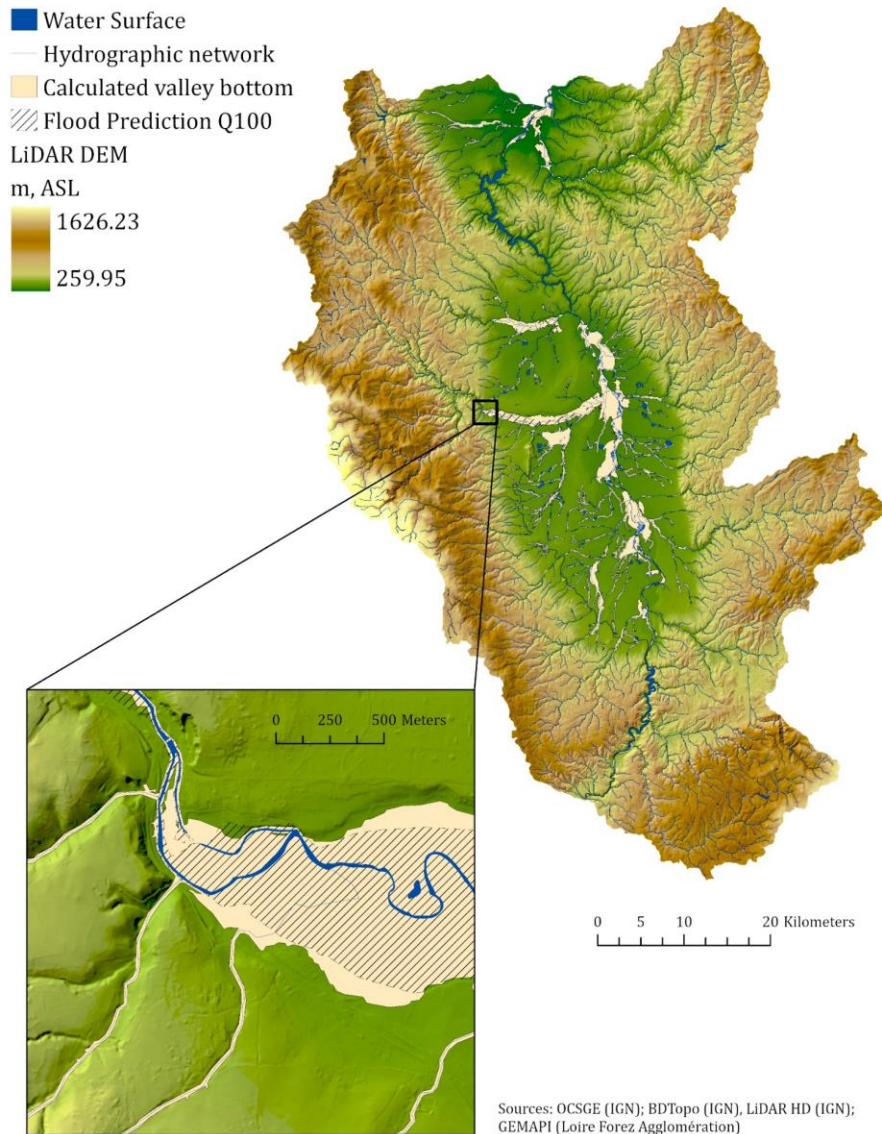 Water Surface
Hydrographic network
Calculated valley bottom
Flood Prediction Q100
LiDAR DEM
m, ASL
1626.23
259.95
0 250 500 Meters
0 5 10 20 Kilometers
Sources: OCSGE (IGN); BDTopo (IGN), LiDAR HD (IGN);
GEMAPI (Loire Forez Agglomération)